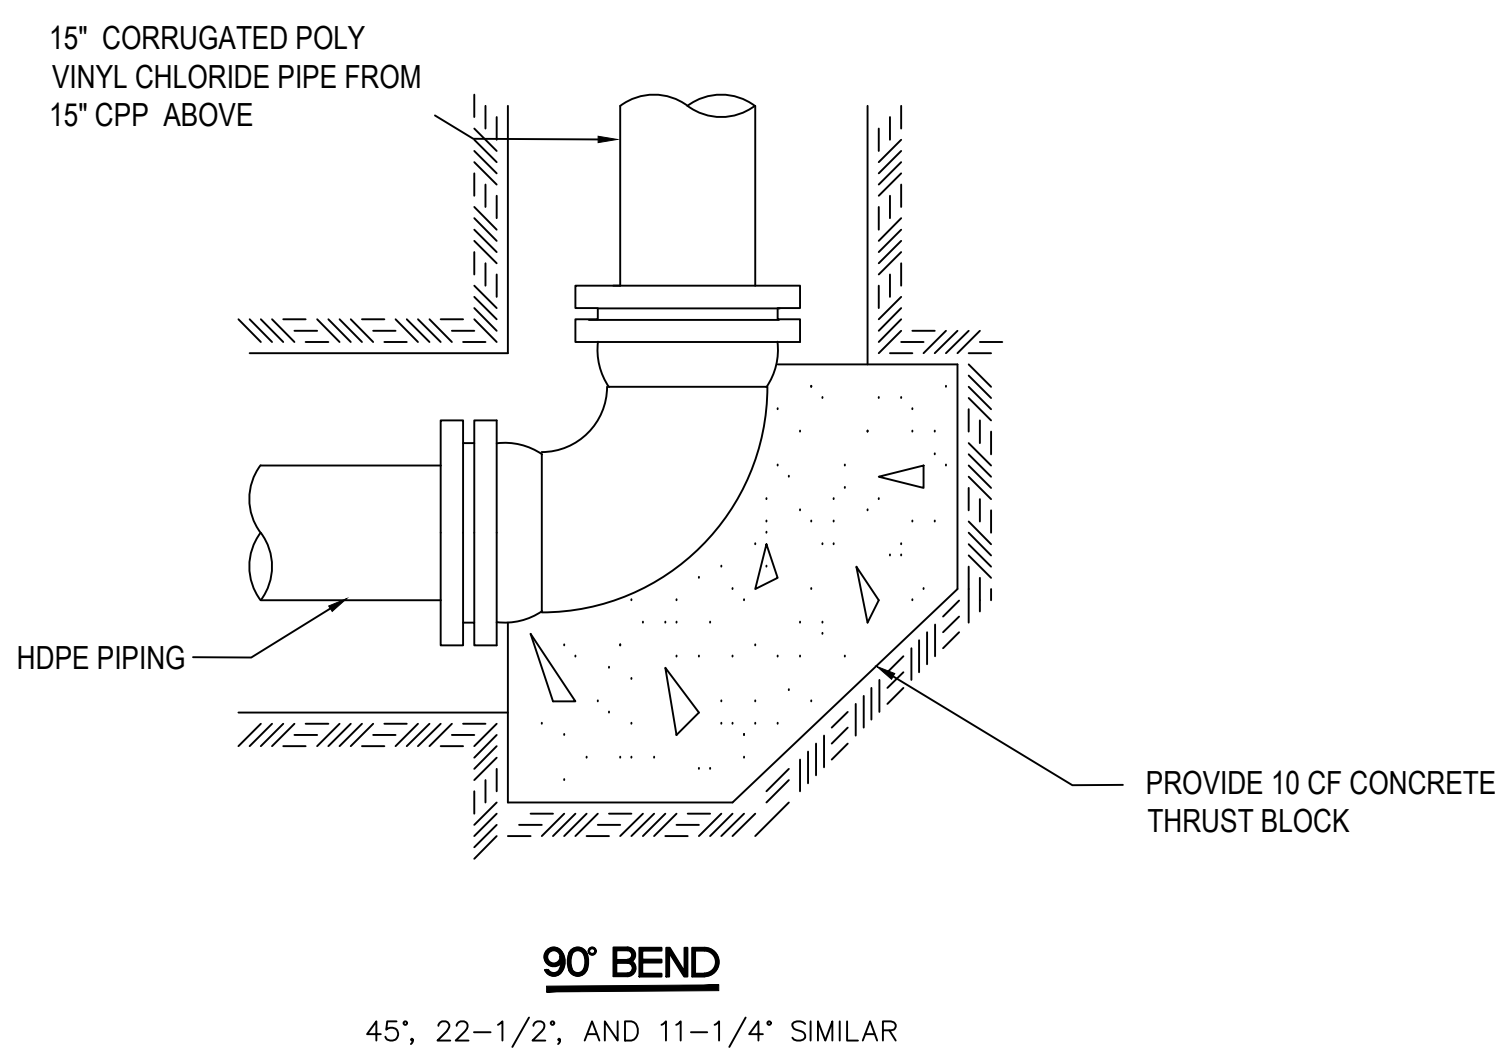 15" CORRUGATED POLY
VINYL CHLORIDE PIPE FROM
15" CPP ABOVE
HDPE PIPING
PROVIDE 10 CF CONCRETE
THRUST BLOCK
90° BEND
45°, 22-1/2°, AND 11-1/4° SIMILAR